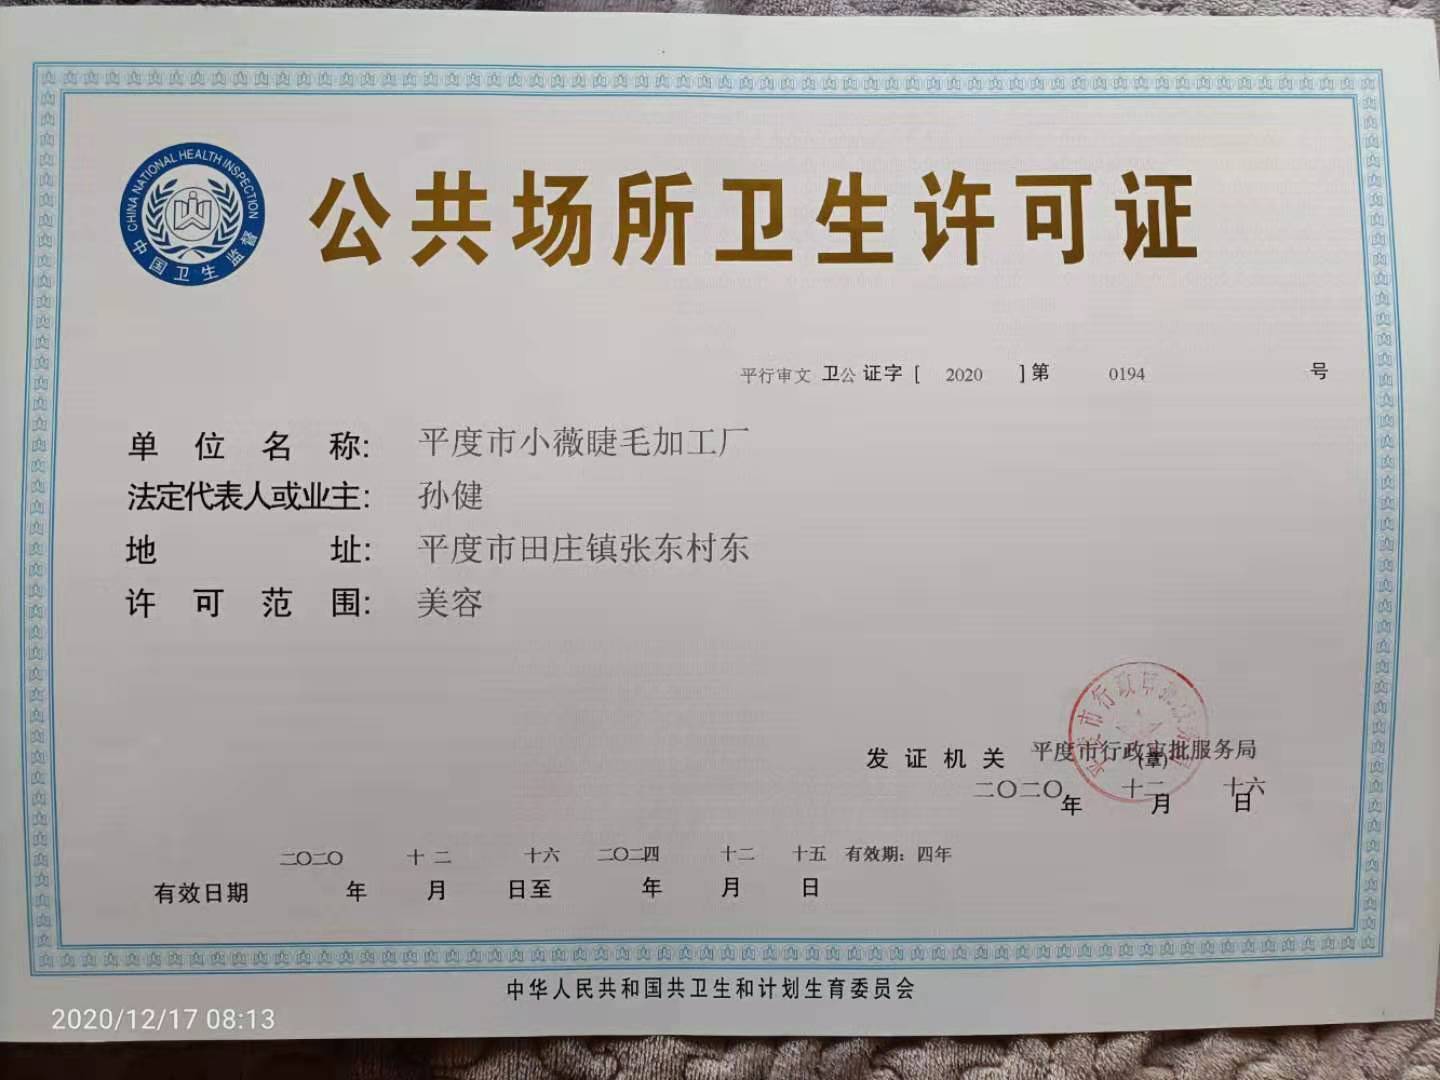 CHINA NATIONAL HEALTH INSPECTION
中国卫生监督
公共场所卫生许可证
平行审文 卫公 证字 [ 2020 ] 第 0194 号
单位名称: 平度市小薇睫毛加工厂
法定代表人或业主: 孙健
地址: 平度市田庄镇张东村东
许可范围: 美容
发证机关 平度市行政审批服务局
(章)
二〇二〇年 十二月 十六日
有效日期 二〇二〇年 十二月 十六日至 二〇二四年 十二月 十五日 有效期：四年
中华人民共和国共卫生和计划生育委员会
2020/12/17 08:13